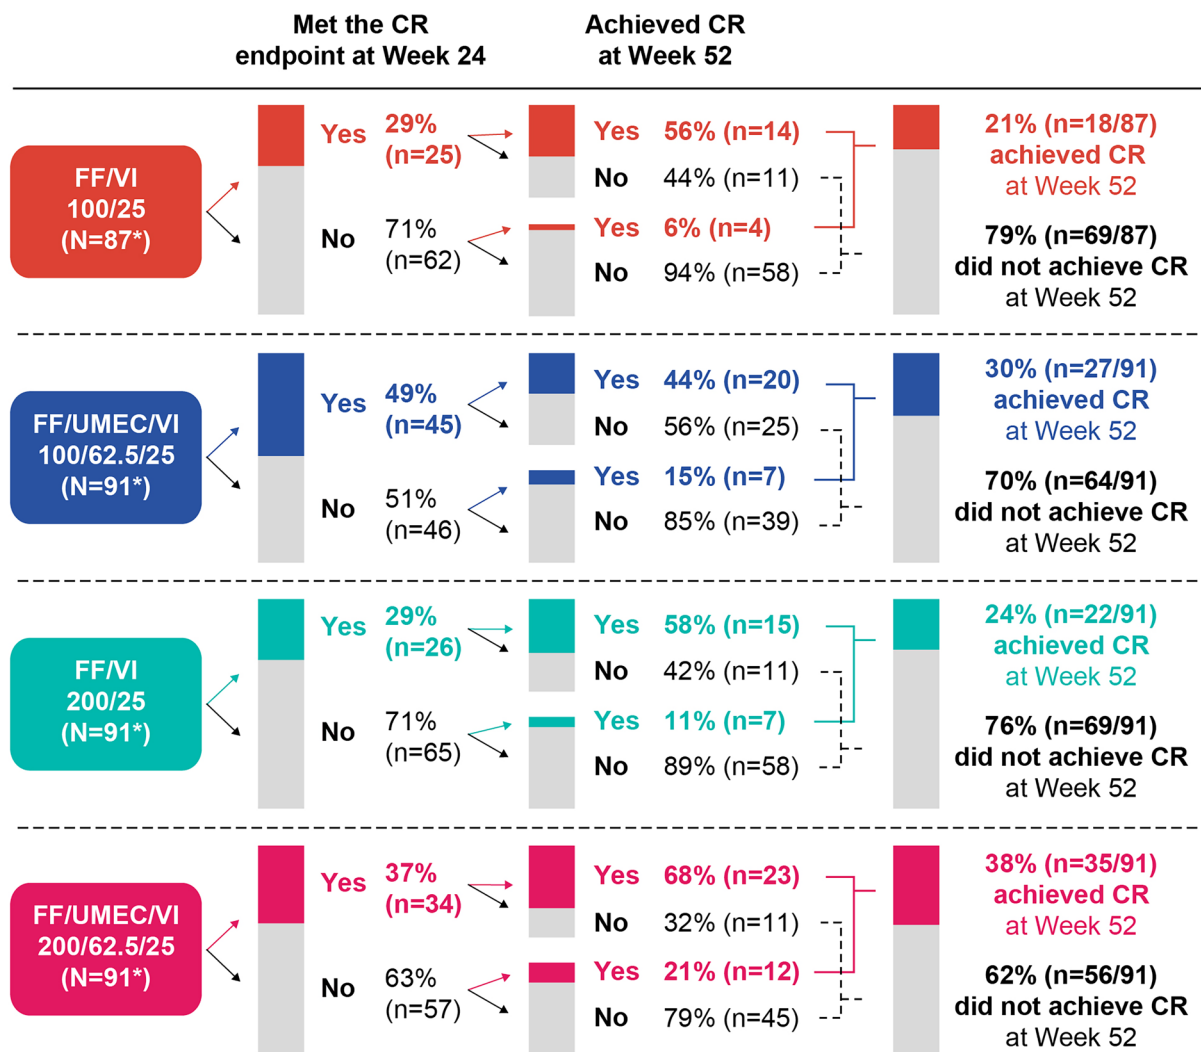 Met the CR
endpoint at Week 24
Achieved CR
at Week 52
FF/VI
100/25
(N=87*)
Yes 29%
(n=25)
No 71%
(n=62)
Yes 56% (n=14)
No 44% (n=11)
Yes 6% (n=4)
No 94% (n=58)
21% (n=18/87)
achieved CR
at Week 52
79% (n=69/87)
did not achieve CR
at Week 52
FF/UMEC/VI
100/62.5/25
(N=91*)
Yes 49%
(n=45)
No 51%
(n=46)
Yes 44% (n=20)
No 56% (n=25)
Yes 15% (n=7)
No 85% (n=39)
30% (n=27/91)
achieved CR
at Week 52
70% (n=64/91)
did not achieve CR
at Week 52
FF/VI
200/25
(N=91*)
Yes 29%
(n=26)
No 71%
(n=65)
Yes 58% (n=15)
No 42% (n=11)
Yes 11% (n=7)
No 89% (n=58)
24% (n=22/91)
achieved CR
at Week 52
76% (n=69/91)
did not achieve CR
at Week 52
FF/UMEC/VI
200/62.5/25
(N=91*)
Yes 37%
(n=34)
No 63%
(n=57)
Yes 68% (n=23)
No 32% (n=11)
Yes 21% (n=12)
No 79% (n=45)
38% (n=35/91)
achieved CR
at Week 52
62% (n=56/91)
did not achieve CR
at Week 52